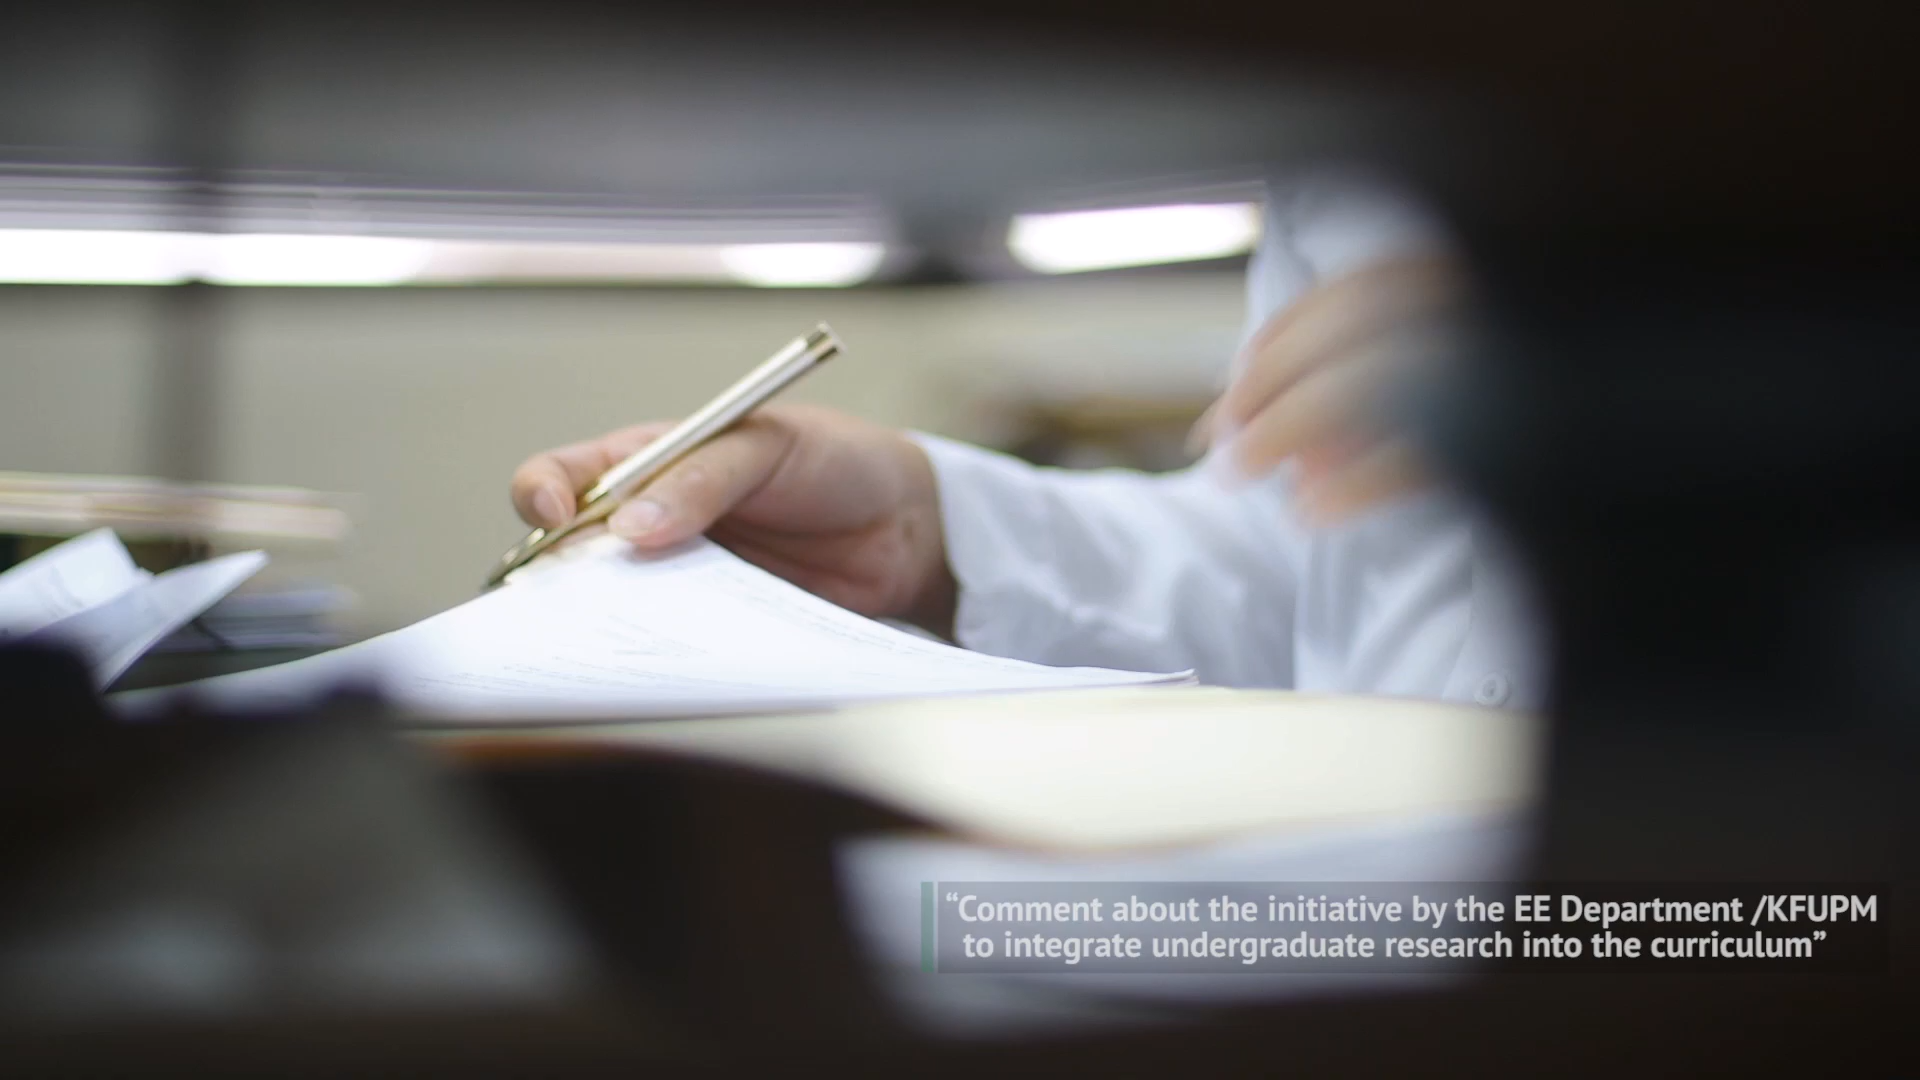 “Comment about the initiative by the EE Department /KFUPM
to integrate undergraduate research into the curriculum”